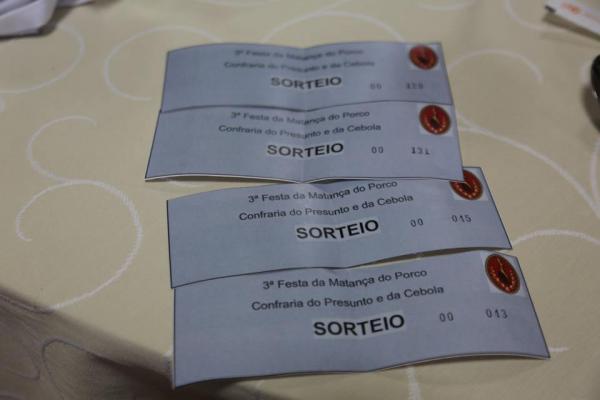 3ª Festa da Matança do Porco
Confraria do Presunto e da Cebola
SORTEIO 00
3ª Festa da Matança do Porco
Confraria do Presunto e da Cebola
SORTEIO 00 131
3ª Festa da Matança do Porco
Confraria do Presunto e da Cebola
SORTEIO 00 015
3ª Festa da Matança do Porco
Confraria do Presunto e da Cebola
SORTEIO 00 013